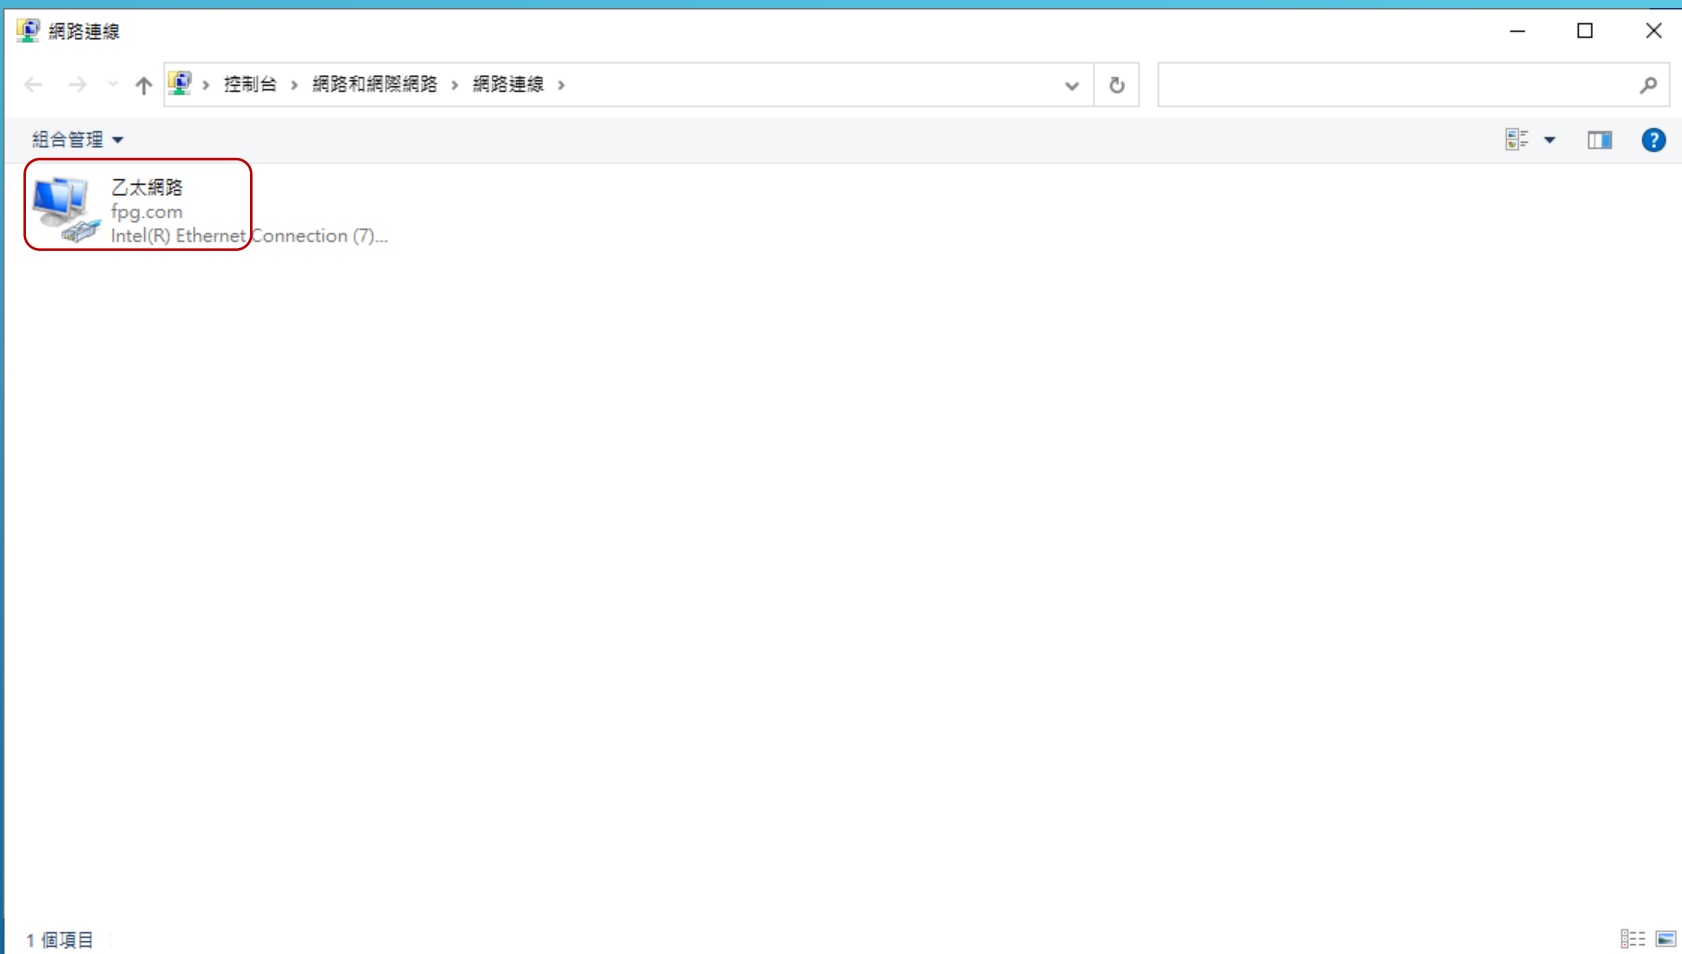 網路連線
控制台 › 網路和網際網路 › 網路連線 ›
組合管理
乙太網路
fpg.com
Intel(R) Ethernet Connection (7)...
1 個項目